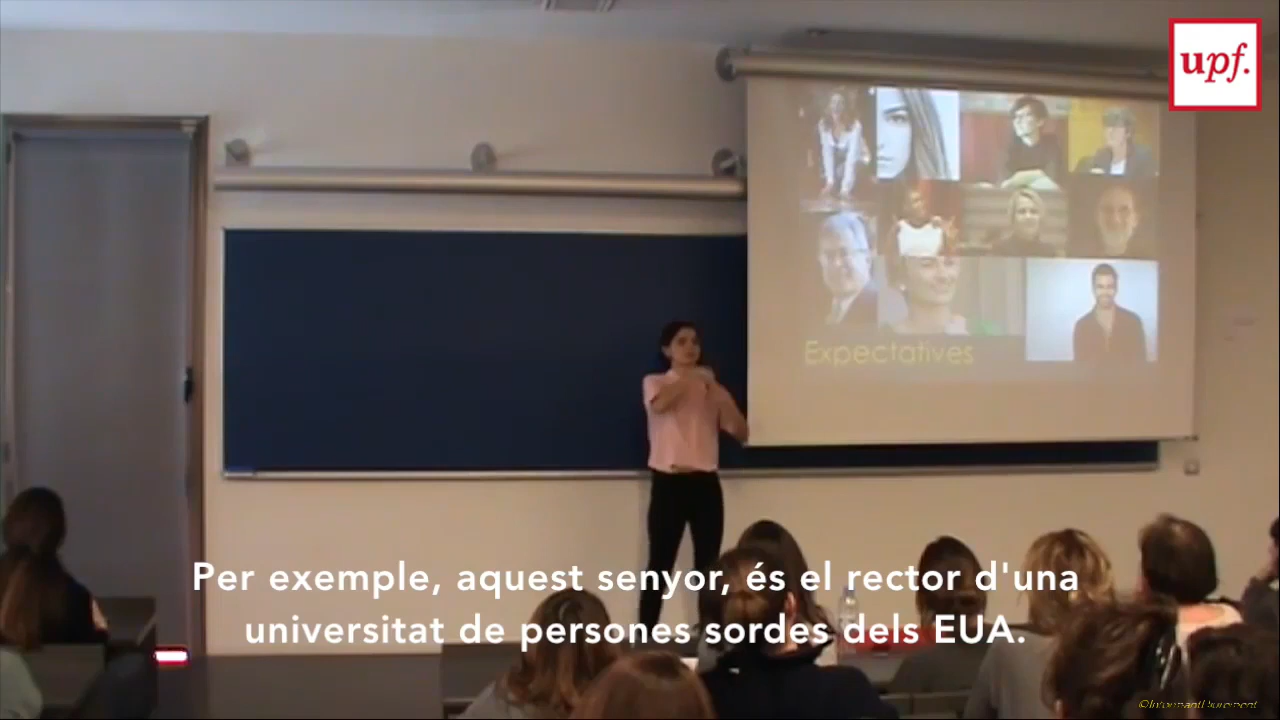 upf.
Expectatives
Per exemple, aquest senyor, és el rector d'una
universitat de persones sordes dels EUA.